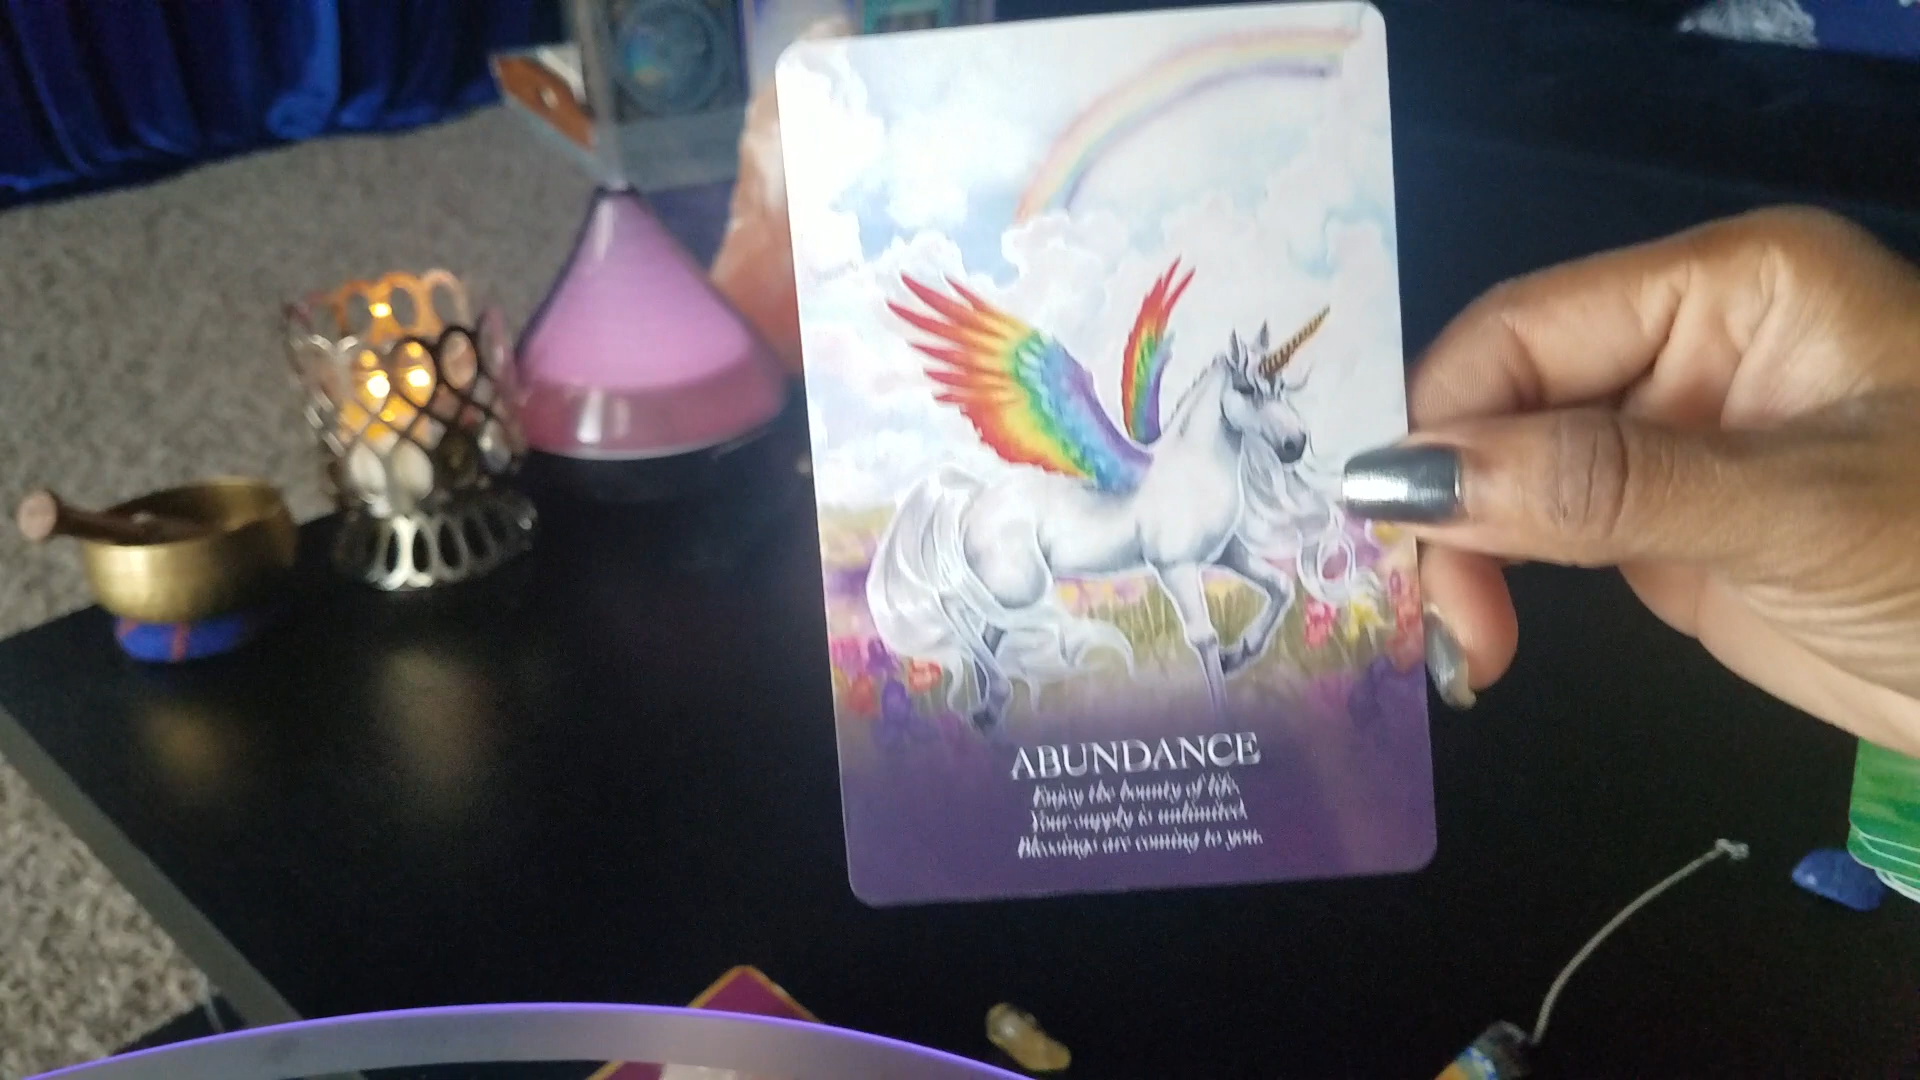 ABUNDANCE
Enjoy the bounty of life.
Your supply is unlimited.
Blessings are coming to you.